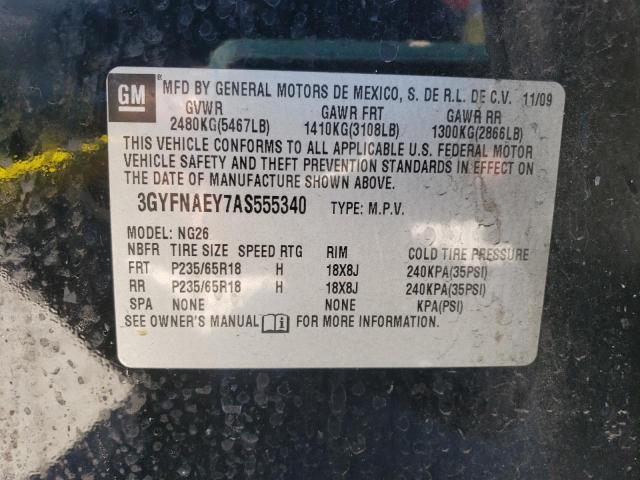 GM ® MFD BY GENERAL MOTORS DE MEXICO, S. DE R.L. DE C.V. 11/09
GVWR GAWR FRT GAWR RR
2480KG(5467LB) 1410KG(3108LB) 1300KG(2866LB)
THIS VEHICLE CONFORMS TO ALL APPLICABLE U.S. FEDERAL MOTOR
VEHICLE SAFETY AND THEFT PREVENTION STANDARDS IN EFFECT ON
THE DATE OF MANUFACTURE SHOWN ABOVE.
3GYFNAEY7AS555340 TYPE: M.P.V.
MODEL: NG26
NBFR TIRE SIZE SPEED RTG RIM COLD TIRE PRESSURE
FRT P235/65R18 H 18X8J 240KPA(35PSI)
RR P235/65R18 H 18X8J 240KPA(35PSI)
SPA NONE NONE KPA(PSI)
SEE OWNER'S MANUAL i FOR MORE INFORMATION.